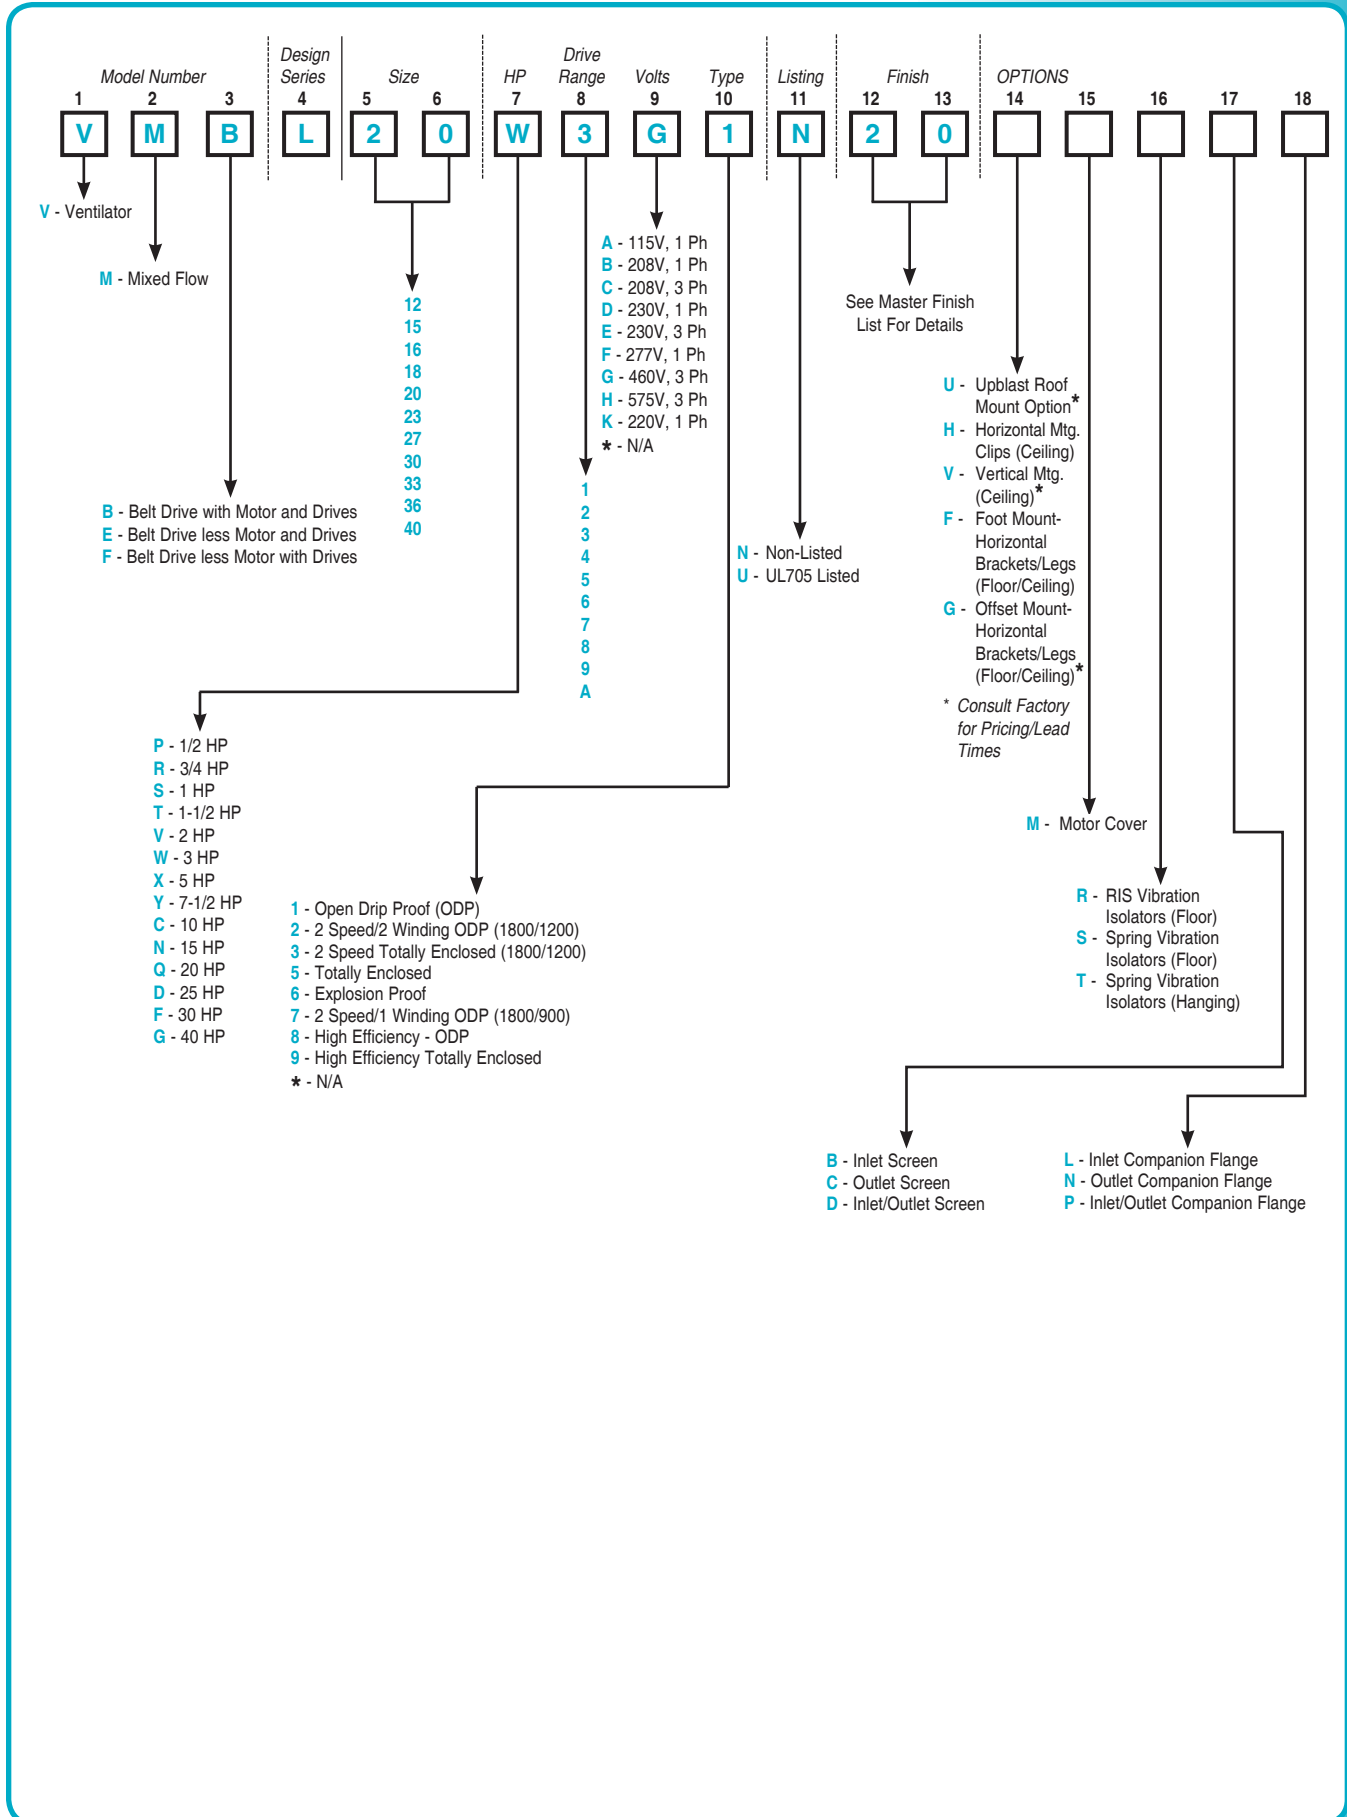 Model Number
Design
Series
Size
HP
Drive
Range
Volts
Type
Listing
Finish
OPTIONS
1 2 3 4 5 6 7 8 9 10 11 12 13 14 15 16 17 18
V M B L 2 0 W 3 G 1 N 2 0
V - Ventilator
M - Mixed Flow
B - Belt Drive with Motor and Drives
E - Belt Drive less Motor and Drives
F - Belt Drive less Motor with Drives
12
15
16
18
20
23
27
30
33
36
40
P - 1/2 HP
R - 3/4 HP
S - 1 HP
T - 1-1/2 HP
V - 2 HP
W - 3 HP
X - 5 HP
Y - 7-1/2 HP
C - 10 HP
N - 15 HP
Q - 20 HP
D - 25 HP
F - 30 HP
G - 40 HP
1
2
3
4
5
6
7
8
9
A
A - 115V, 1 Ph
B - 208V, 1 Ph
C - 208V, 3 Ph
D - 230V, 1 Ph
E - 230V, 3 Ph
F - 277V, 1 Ph
G - 460V, 3 Ph
H - 575V, 3 Ph
K - 220V, 1 Ph
* - N/A
1 - Open Drip Proof (ODP)
2 - 2 Speed/2 Winding ODP (1800/1200)
3 - 2 Speed Totally Enclosed (1800/1200)
5 - Totally Enclosed
6 - Explosion Proof
7 - 2 Speed/1 Winding ODP (1800/900)
8 - High Efficiency - ODP
9 - High Efficiency Totally Enclosed
* - N/A
N - Non-Listed
U - UL705 Listed
See Master Finish
List For Details
U - Upblast Roof
Mount Option*
H - Horizontal Mtg.
Clips (Ceiling)
V - Vertical Mtg.
(Ceiling)*
F - Foot Mount-
Horizontal
Brackets/Legs
(Floor/Ceiling)
G - Offset Mount-
Horizontal
Brackets/Legs
(Floor/Ceiling)*
* Consult Factory
for Pricing/Lead
Times
M - Motor Cover
R - RIS Vibration
Isolators (Floor)
S - Spring Vibration
Isolators (Floor)
T - Spring Vibration
Isolators (Hanging)
B - Inlet Screen
C - Outlet Screen
D - Inlet/Outlet Screen
L - Inlet Companion Flange
N - Outlet Companion Flange
P - Inlet/Outlet Companion Flange